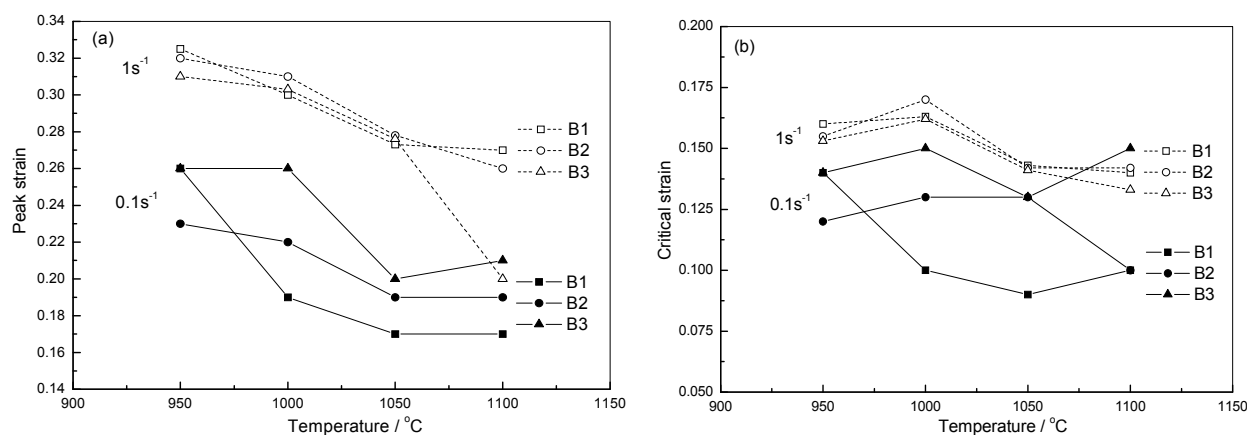 (a)
0.34
0.32
0.30
0.28
0.26
0.24
0.22
0.20
0.18
0.16
0.14
Peak strain
1s⁻¹
0.1s⁻¹
B1
B2
B3
B1
B2
B3
900 950 1000 1050 1100 1150
Temperature / °C
(b)
0.200
0.175
0.150
0.125
0.100
0.075
0.050
Critical strain
1s⁻¹
0.1s⁻¹
B1
B2
B3
B1
B2
B3
900 950 1000 1050 1100 1150
Temperature / °C